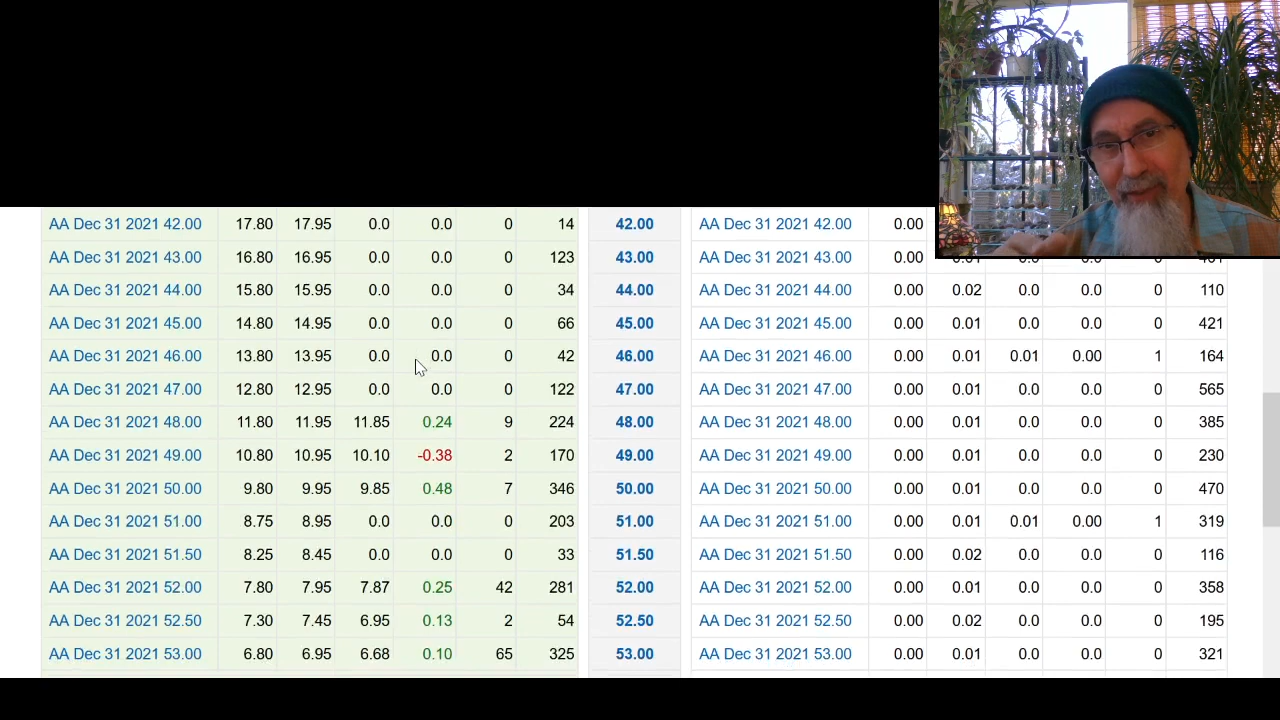 AA Dec 31 2021 42.00 17.80 17.95 0.0 0.0 0 14 42.00 AA Dec 31 2021 42.00 0.00
AA Dec 31 2021 43.00 16.80 16.95 0.0 0.0 0 123 43.00 AA Dec 31 2021 43.00 0.00 0.01 0.0 0.0 0
AA Dec 31 2021 44.00 15.80 15.95 0.0 0.0 0 34 44.00 AA Dec 31 2021 44.00 0.00 0.02 0.0 0.0 0 110
AA Dec 31 2021 45.00 14.80 14.95 0.0 0.0 0 66 45.00 AA Dec 31 2021 45.00 0.00 0.01 0.0 0.0 0 421
AA Dec 31 2021 46.00 13.80 13.95 0.0 0.0 0 42 46.00 AA Dec 31 2021 46.00 0.00 0.01 0.01 0.00 1 164
AA Dec 31 2021 47.00 12.80 12.95 0.0 0.0 0 122 47.00 AA Dec 31 2021 47.00 0.00 0.01 0.0 0.0 0 565
AA Dec 31 2021 48.00 11.80 11.95 11.85 0.24 9 224 48.00 AA Dec 31 2021 48.00 0.00 0.01 0.0 0.0 0 385
AA Dec 31 2021 49.00 10.80 10.95 10.10 -0.38 2 170 49.00 AA Dec 31 2021 49.00 0.00 0.01 0.0 0.0 0 230
AA Dec 31 2021 50.00 9.80 9.95 9.85 0.48 7 346 50.00 AA Dec 31 2021 50.00 0.00 0.01 0.0 0.0 0 470
AA Dec 31 2021 51.00 8.75 8.95 0.0 0.0 0 203 51.00 AA Dec 31 2021 51.00 0.00 0.01 0.01 0.00 1 319
AA Dec 31 2021 51.50 8.25 8.45 0.0 0.0 0 33 51.50 AA Dec 31 2021 51.50 0.00 0.02 0.0 0.0 0 116
AA Dec 31 2021 52.00 7.80 7.95 7.87 0.25 42 281 52.00 AA Dec 31 2021 52.00 0.00 0.01 0.0 0.0 0 358
AA Dec 31 2021 52.50 7.30 7.45 6.95 0.13 2 54 52.50 AA Dec 31 2021 52.50 0.00 0.02 0.0 0.0 0 195
AA Dec 31 2021 53.00 6.80 6.95 6.68 0.10 65 325 53.00 AA Dec 31 2021 53.00 0.00 0.01 0.0 0.0 0 321